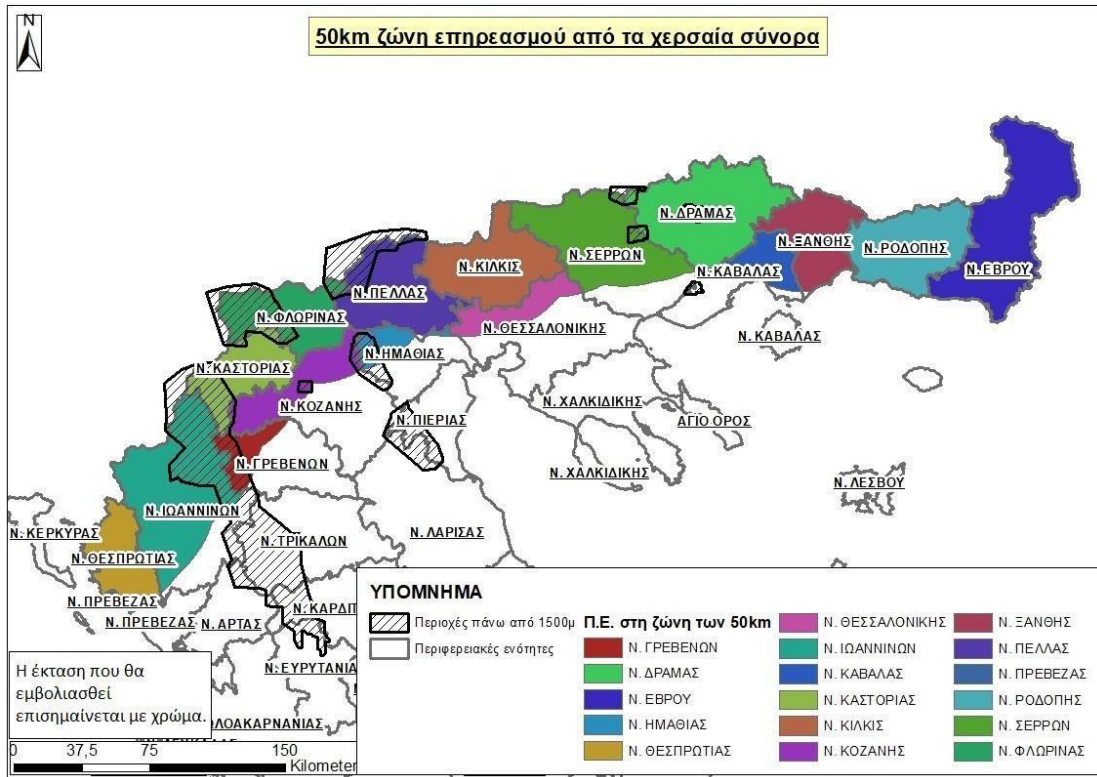 N
50km ζώνη επηρεασμού από τα χερσαία σύνορα
Ν. ΔΡΑΜΑΣ
Ν. ΞΑΝΘΗΣ
Ν. ΡΟΔΟΠΗΣ
Ν. ΣΕΡΡΩΝ
Ν. ΚΙΛΚΙΣ
Ν. ΚΑΒΑΛΑΣ
Ν. ΕΒΡΟΥ
Ν. ΠΕΛΛΑΣ
Ν. ΦΛΩΡΙΝΑΣ
Ν. ΘΕΣΣΑΛΟΝΙΚΗΣ
Ν. ΚΑΒΑΛΑΣ
Ν. ΗΜΑΘΙΑΣ
Ν. ΚΑΣΤΟΡΙΑΣ
Ν. ΚΟΖΑΝΗΣ
Ν. ΧΑΛΚΙΔΙΚΗΣ
Ν. ΠΙΕΡΙΑΣ
ΑΓΙΟ ΟΡΟΣ
Ν. ΓΡΕΒΕΝΩΝ
Ν. ΧΑΛΚΙΔΙΚΗΣ
Ν. ΛΕΣΒΟΥ
Ν. ΙΩΑΝΝΙΝΩΝ
Ν. ΚΕΡΚΥΡΑΣ
Ν. ΛΑΡΙΣΑΣ
Ν. ΤΡΙΚΑΛΩΝ
Ν. ΘΕΣΠΡΩΤΙΑΣ
Ν. ΠΡΕΒΕΖΑΣ
Ν. ΚΑΡΔΙΤ
Ν. ΠΡΕΒΕΖΑΣ
Ν. ΑΡΤΑΣ
Ν. ΕΥΡΥΤΑΝΙΑ
ΛΟΑΚΑΡΝΑΝΙΑΣ
Η έκταση που θα
εμβολιασθεί
επισημαίνεται με χρώμα.
0 37,5 75 150
Kilometer
ΥΠΟΜΝΗΜΑ
Περιοχές πάνω από 1500μ
Περιφερειακές ενότητες
Π.Ε. στη ζώνη των 50km
Ν. ΓΡΕΒΕΝΩΝ
Ν. ΔΡΑΜΑΣ
Ν. ΕΒΡΟΥ
Ν. ΗΜΑΘΙΑΣ
Ν. ΘΕΣΠΡΩΤΙΑΣ
Ν. ΘΕΣΣΑΛΟΝΙΚΗΣ
Ν. ΙΩΑΝΝΙΝΩΝ
Ν. ΚΑΒΑΛΑΣ
Ν. ΚΑΣΤΟΡΙΑΣ
Ν. ΚΙΛΚΙΣ
Ν. ΚΟΖΑΝΗΣ
Ν. ΞΑΝΘΗΣ
Ν. ΠΕΛΛΑΣ
Ν. ΠΡΕΒΕΖΑΣ
Ν. ΡΟΔΟΠΗΣ
Ν. ΣΕΡΡΩΝ
Ν. ΦΛΩΡΙΝΑΣ